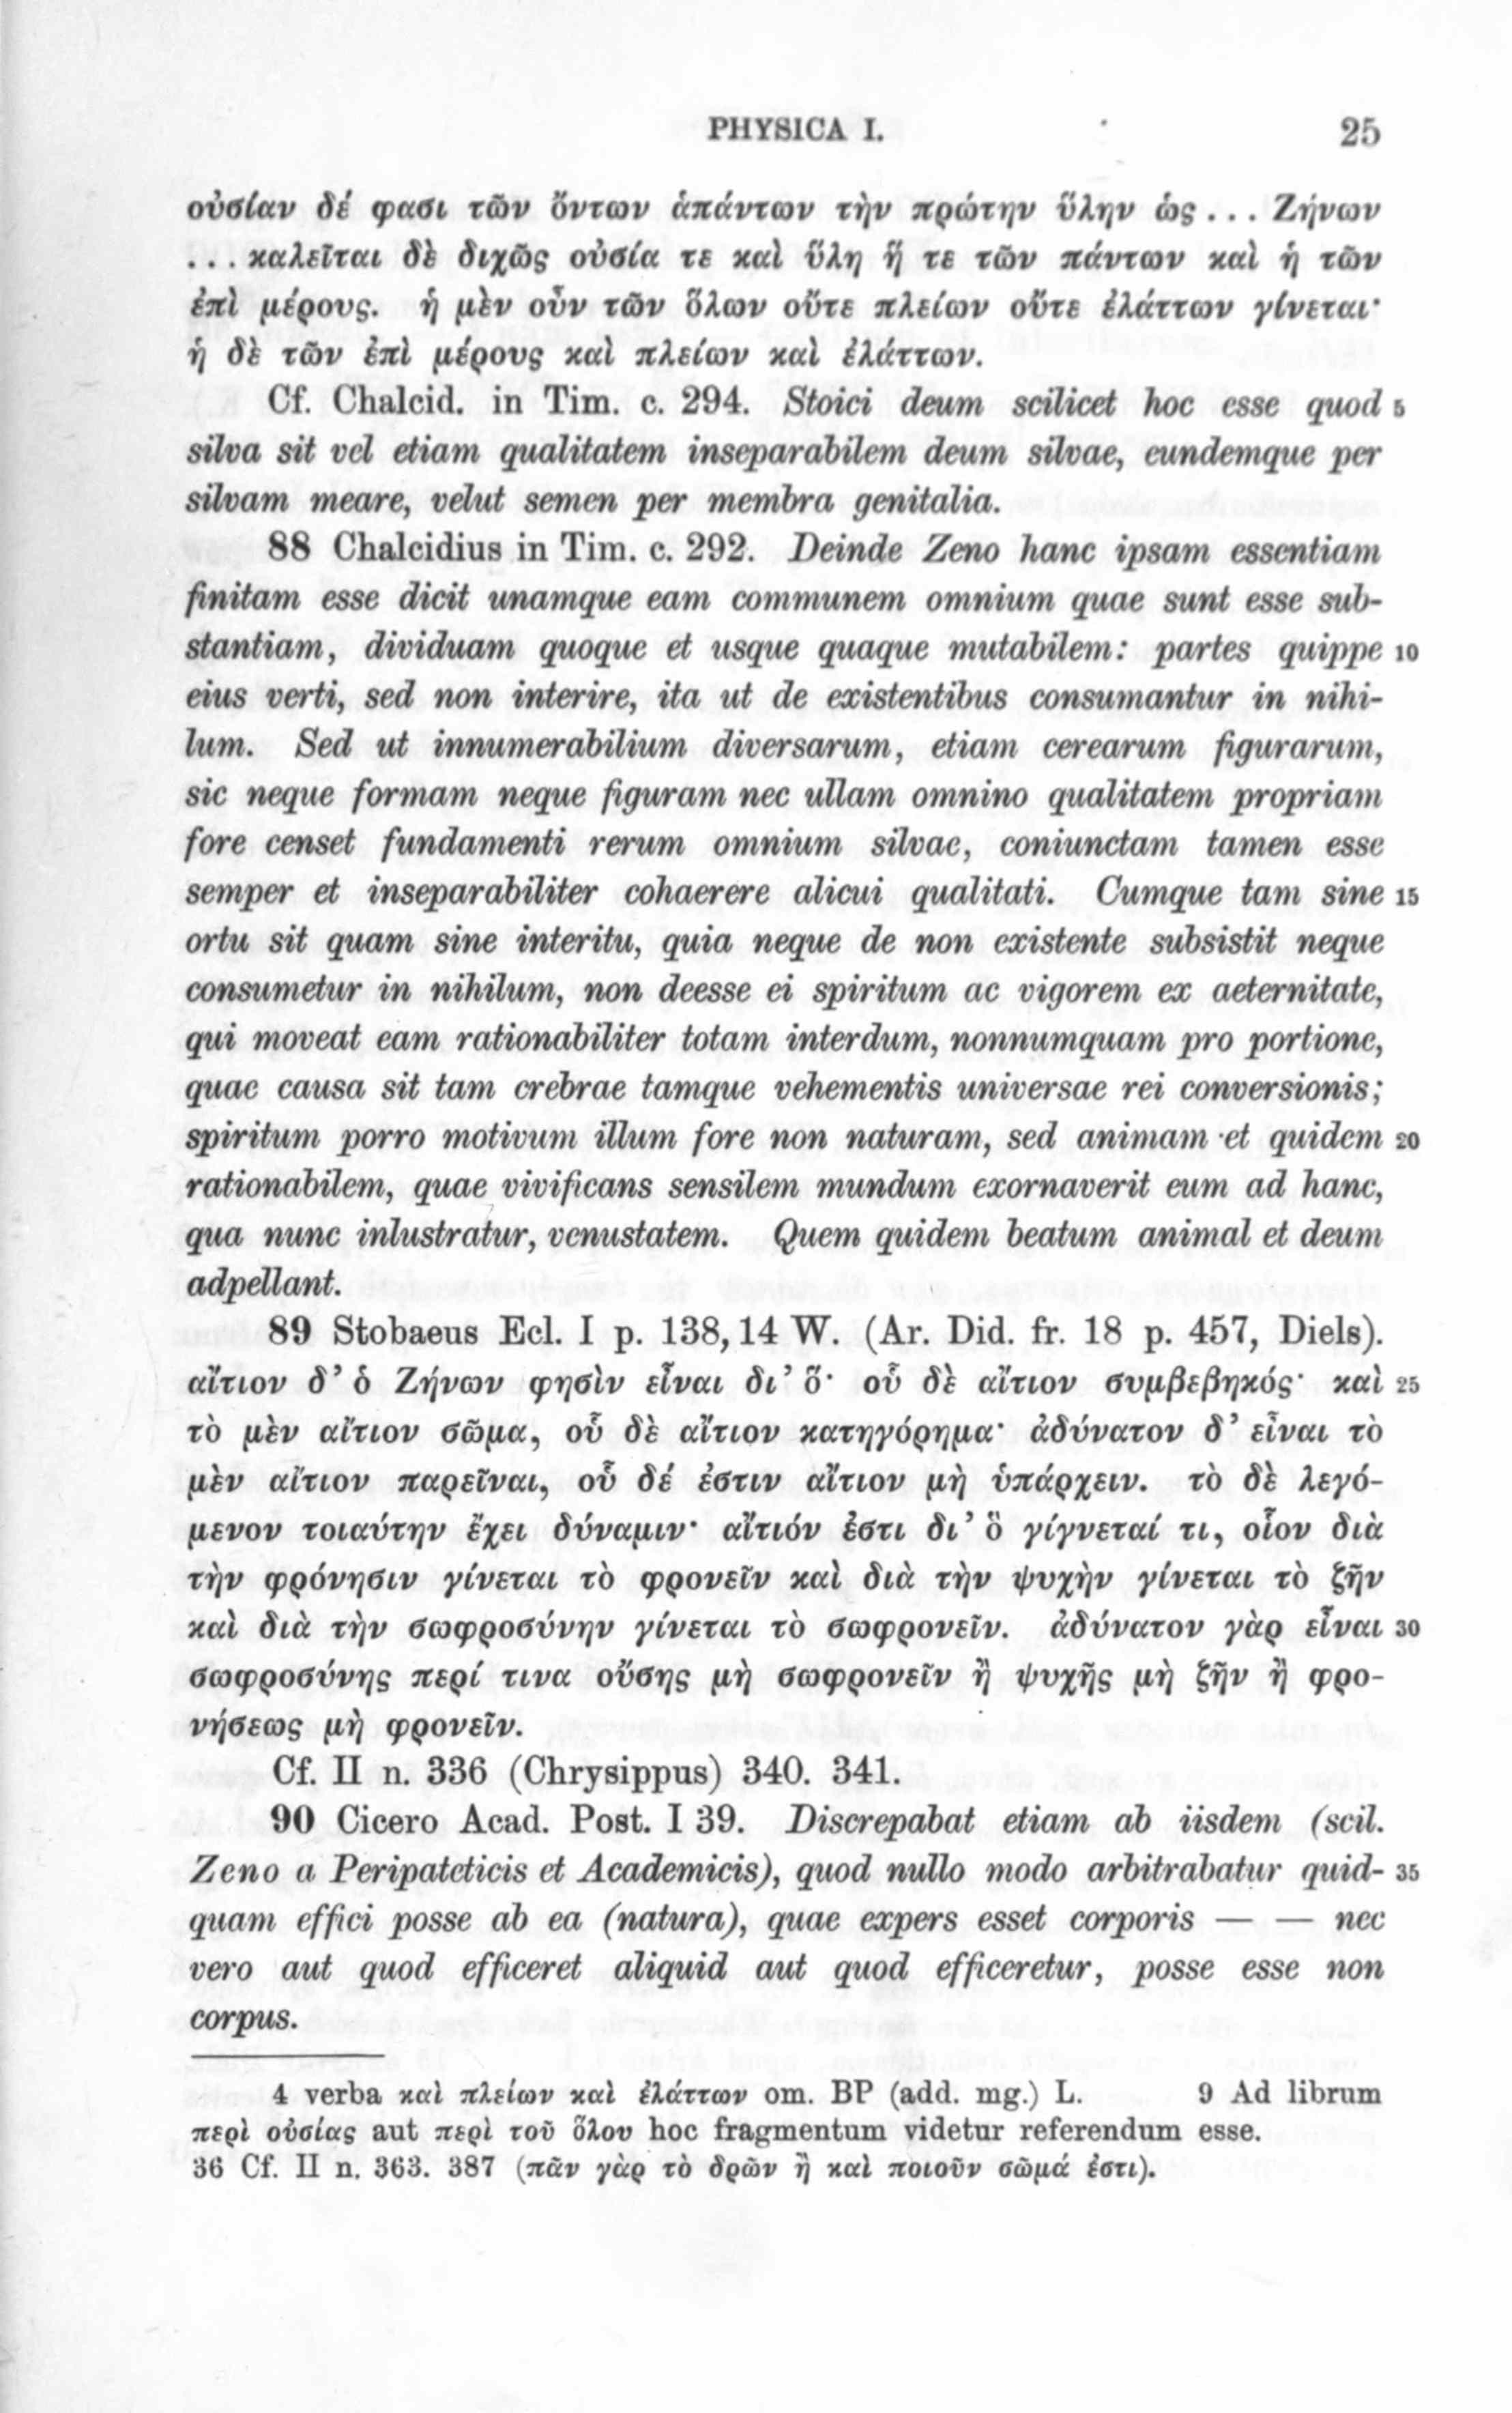 PHYSICA I. 25
οὐσίαν δέ φασι τῶν ὄντων ἁπάντων τὴν πρώτην ὕλην ὡς ... Ζήνων
... καλεῖται δὲ διχῶς οὐσία τε καὶ ὕλη ἥ τε τῶν πάντων καὶ ἡ τῶν
ἐπὶ μέρους. ἡ μὲν οὖν τῶν ὅλων οὔτε πλείων οὔτε ἐλάττων γίνεται·
ἡ δὲ τῶν ἐπὶ μέρους καὶ πλείων καὶ ἐλάττων.
Cf. Chalcid. in Tim. c. 294. Stoici deum scilicet hoc esse quod 5
silva sit vel etiam qualitatem inseparabilem deum silvae, eundemque per
silvam meare, velut semen per membra genitalia.
88 Chalcidius in Tim. c. 292. Deinde Zeno hanc ipsam essentiam
finitam esse dicit unamque eam communem omnium quae sunt esse sub-
stantiam, dividuam quoque et usque quaque mutabilem: partes quippe 10
eius verti, sed non interire, ita ut de existentibus consumantur in nihi-
lum. Sed ut innumerabilium diversarum, etiam cerearum figurarum,
sic neque formam neque figuram nec ullam omnino qualitatem propriam
fore censet fundamenti rerum omnium silvae, coniunctam tamen esse
semper et inseparabiliter cohaerere alicui qualitati. Cumque tam sine 15
ortu sit quam sine interitu, quia neque de non existente subsistit neque
consumetur in nihilum, non deesse ei spiritum ac vigorem ex aeternitate,
qui moveat eam rationabiliter totam interdum, nonnumquam pro portione,
quae causa sit tam crebrae tamque vehementis universae rei conversionis;
spiritum porro motivum illum fore non naturam, sed animam et quidem 20
rationabilem, quae vivificans sensilem mundum exornaverit eum ad hanc,
qua nunc inlustratur, venustatem. Quem quidem beatum animal et deum
adpellant.
89 Stobaeus Ecl. I p. 138,14 W. (Ar. Did. fr. 18 p. 457, Diels).
αἴτιον δ' ὁ Ζήνων φησὶν εἶναι δι' ὅ· οὗ δὲ αἴτιον συμβεβηκός· καὶ 25
τὸ μὲν αἴτιον σῶμα, οὗ δὲ αἴτιον κατηγόρημα· ἀδύνατον δ' εἶναι τὸ
μὲν αἴτιον παρεῖναι, οὗ δέ ἐστιν αἴτιον μὴ ὑπάρχειν. τὸ δὲ λεγό-
μενον τοιαύτην ἔχει δύναμιν· αἴτιόν ἐστι δι' ὃ γίγνεταί τι, οἷον διὰ
τὴν φρόνησιν γίνεται τὸ φρονεῖν καὶ διὰ τὴν ψυχὴν γίνεται τὸ ζῆν
καὶ διὰ τὴν σωφροσύνην γίνεται τὸ σωφρονεῖν. ἀδύνατον γὰρ εἶναι 30
σωφροσύνης περί τινα οὔσης μὴ σωφρονεῖν ἢ ψυχῆς μὴ ζῆν ἢ φρο-
νήσεως μὴ φρονεῖν.
Cf. II n. 336 (Chrysippus) 340. 341.
90 Cicero Acad. Post. I 39. Discrepabat etiam ab iisdem (scil.
Zeno a Peripateticis et Academicis), quod nullo modo arbitrabatur quid- 35
quam effici posse ab ea (natura), quae expers esset corporis — — nec
vero aut quod efficeret aliquid aut quod efficeretur, posse esse non
corpus.
4 verba καὶ πλείων καὶ ἐλάττων om. BP (add. mg.) L. 9 Ad librum
περὶ οὐσίας aut περὶ τοῦ ὅλου hoc fragmentum videtur referendum esse.
36 Cf. II n. 363. 387 (πᾶν γὰρ τὸ δρῶν ἢ καὶ ποιοῦν σῶμά ἐστι).